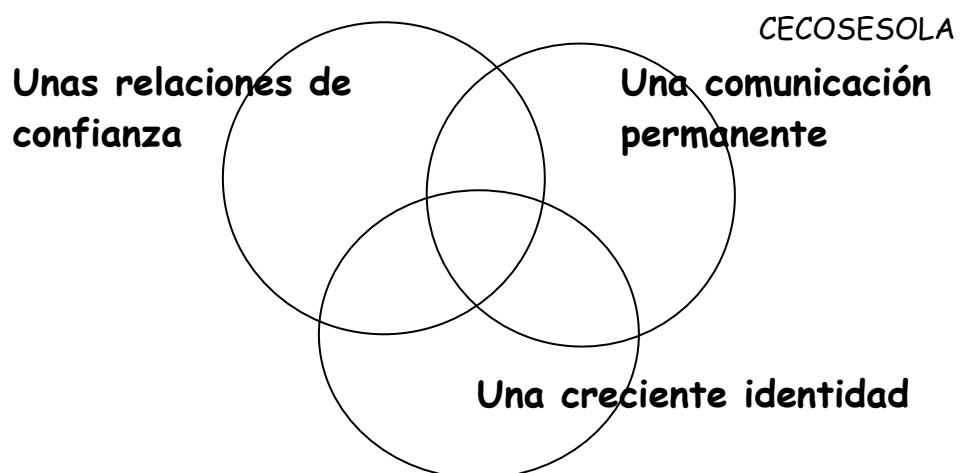 CECOSESOLA
Unas relaciones de
confianza
Una comunicación
permanente
Una creciente identidad